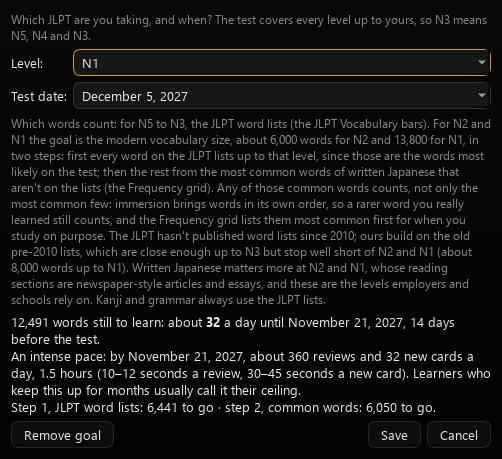 Which JLPT are you taking, and when? The test covers every level up to yours, so N3 means
N5, N4 and N3.
Level: N1
Test date: December 5, 2027
Which words count: for N5 to N3, the JLPT word lists (the JLPT Vocabulary bars). For N2 and
N1 the goal is the modern vocabulary size, about 6,000 words for N2 and 13,800 for N1, in
two steps: first every word on the JLPT lists up to that level, since those are the words most
likely on the test; then the rest from the most common words of written Japanese that
aren't on the lists (the Frequency grid). Any of those common words counts, not only the
most common few: immersion brings words in its own order, so a rarer word you really
learned still counts, and the Frequency grid lists them most common first for when you
study on purpose. The JLPT hasn't published word lists since 2010; ours build on the old
pre-2010 lists, which are close enough up to N3 but stop well short of N2 and N1 (about
8,000 words up to N1). Written Japanese matters more at N2 and N1, whose reading
sections are newspaper-style articles and essays, and these are the levels employers and
schools rely on. Kanji and grammar always use the JLPT lists.
12,491 words still to learn: about 32 a day until November 21, 2027, 14 days
before the test.
An intense pace: by November 21, 2027, about 360 reviews and 32 new cards a
day, 1.5 hours (10–12 seconds a review, 30–45 seconds a new card). Learners who
keep this up for months usually call it their ceiling.
Step 1, JLPT word lists: 6,441 to go · step 2, common words: 6,050 to go.
Remove goal Save Cancel